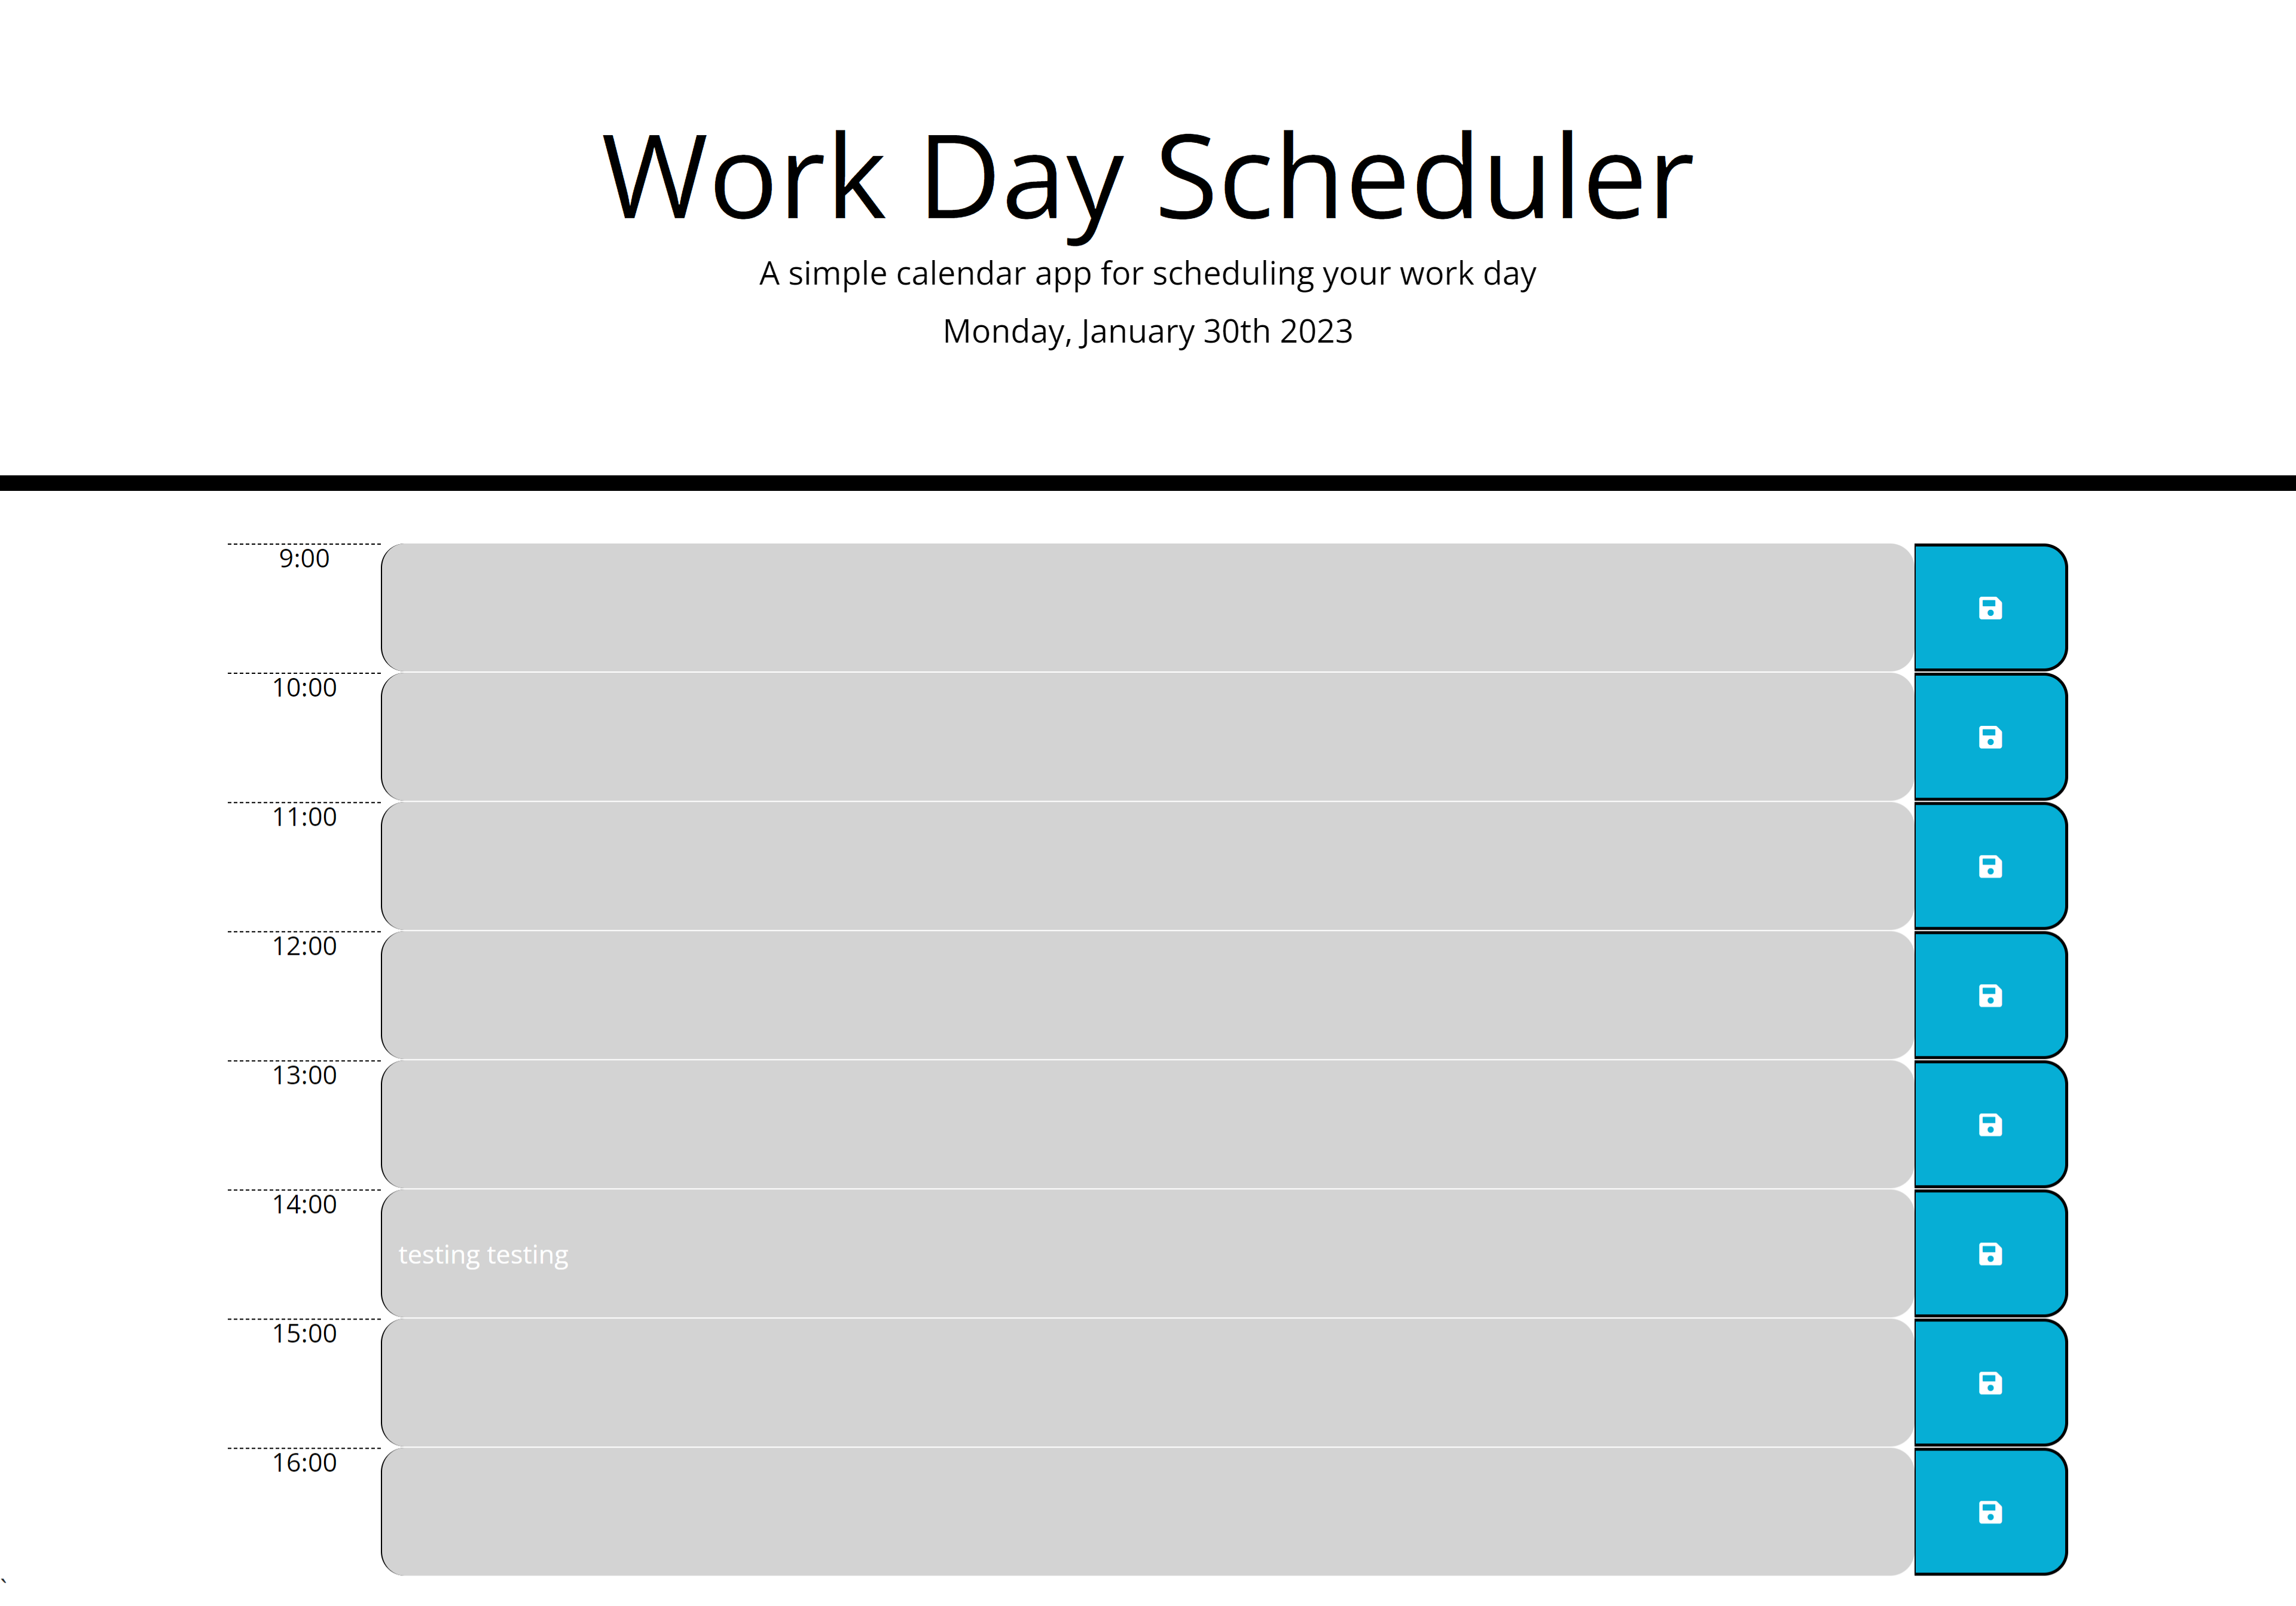 Work Day Scheduler
A simple calendar app for scheduling your work day
Monday, January 30th 2023
9:00
10:00
11:00
12:00
13:00
14:00
testing testing
15:00
16:00
`